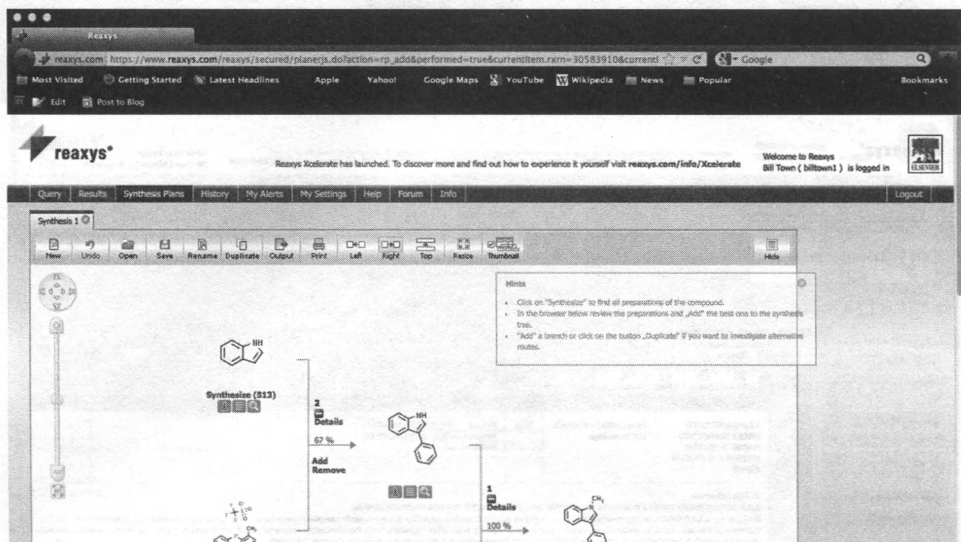 Reaxys
reaxys.com https://www.reaxys.com/reaxys/secured/planerjs.do?action=rp_add&performed=true&currentItem.rxrn=30583910&currentI
Google
Most Visited Getting Started Latest Headlines Apple Yahoo! Google Maps YouTube Wikipedia News Popular Bookmarks
Edit Post to Blog
reaxys®
Reaxys Xcelerate has launched. To discover more and find out how to experience it yourself visit reaxys.com/info/Xcelerate
Welcome to Reaxys
Bill Town ( billtown1 ) is logged in
ELSEVIER
Query Results Synthesis Plans History My Alerts My Settings Help Forum Info Logout
Synthesis 1
New Undo Open Save Rename Duplicate Output Print Left Right Top Resize Thumbnail Hide
Hints
• Click on "Synthesize" to find all preparations of the compound.
• In the browser below review the preparations and „Add" the best one to the synthesis
tree.
• "Add" a branch or click on the button „Duplicate" if you want to investigate alternative
routes.
NH
Synthesize (513)
2
Details
67 %
Add
Remove
NH
1
Details
100 %
CH₃